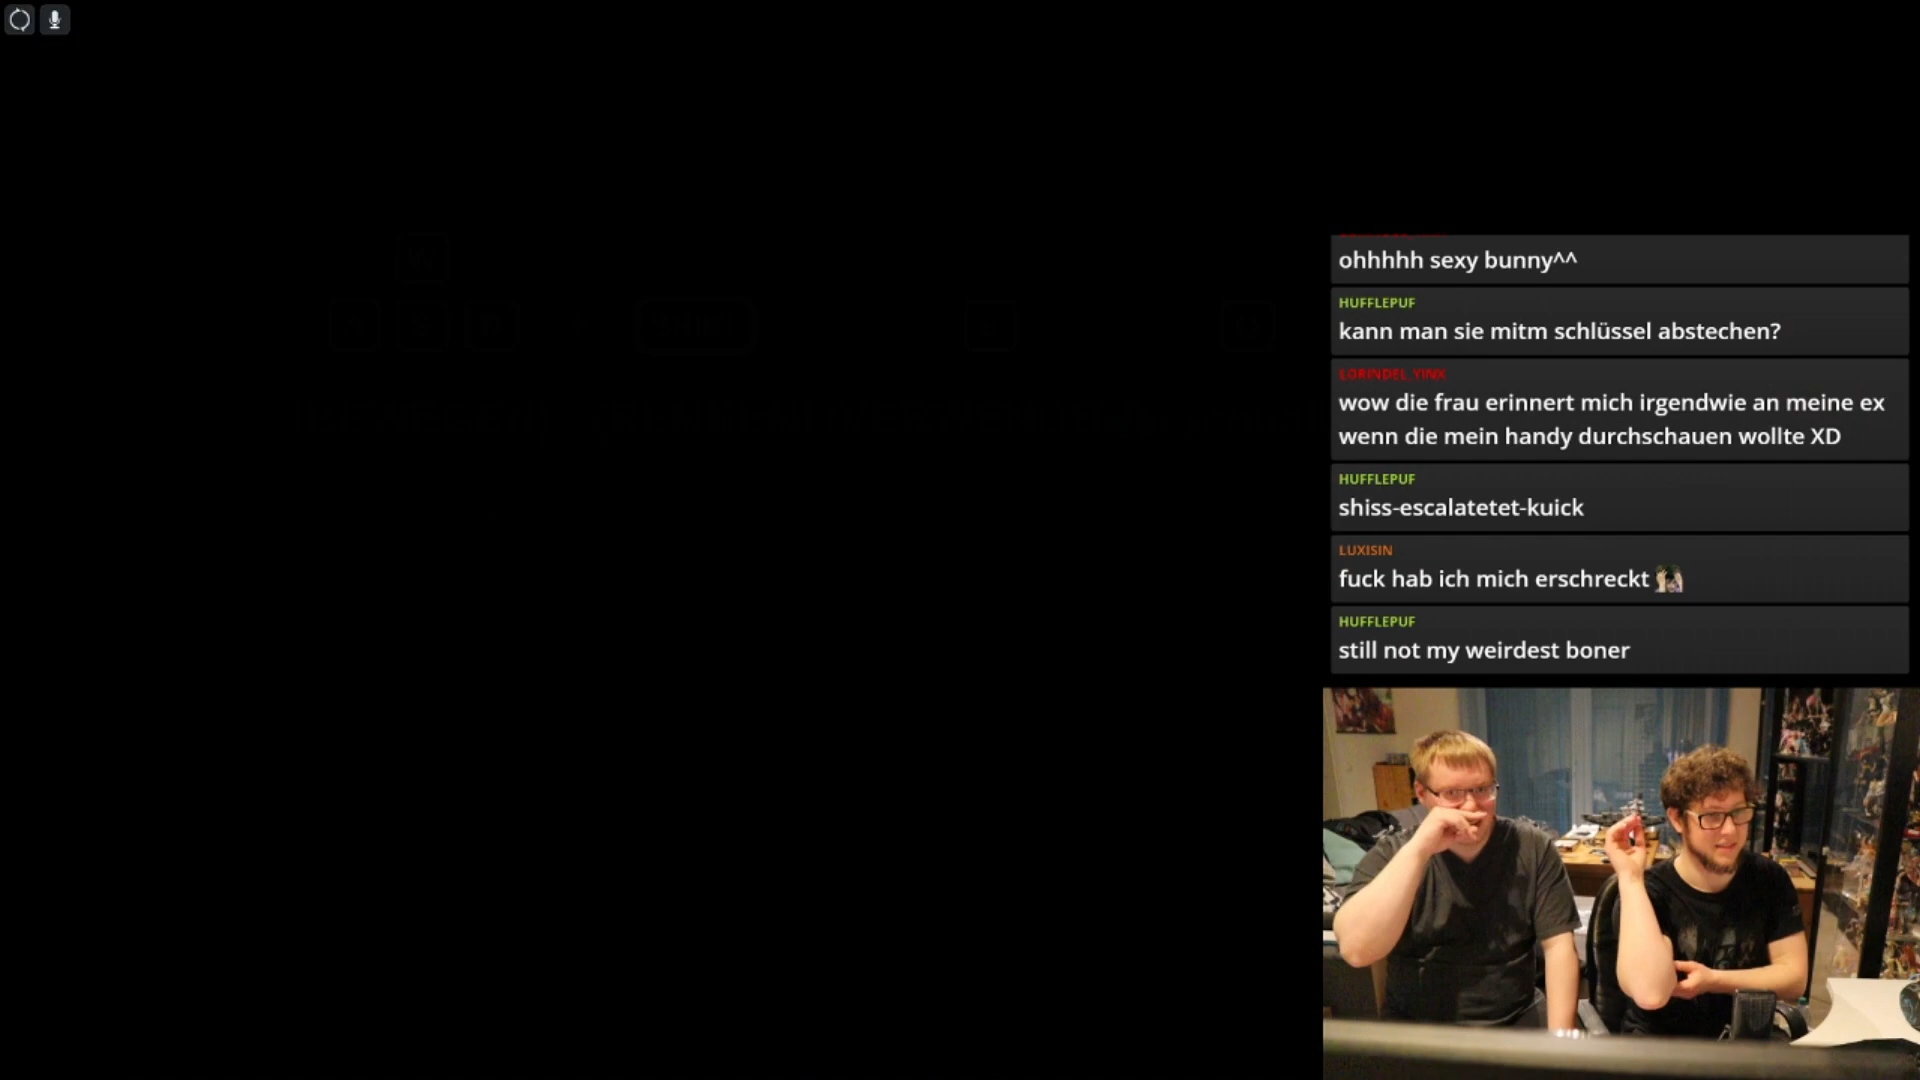 ohhhhh sexy bunny^^
HUFFLEPUF
kann man sie mitm schlüssel abstechen?
LORINDEL_YINX
wow die frau erinnert mich irgendwie an meine ex
wenn die mein handy durchschauen wollte XD
HUFFLEPUF
shiss-escalatetet-kuick
LUXISIN
fuck hab ich mich erschreckt
HUFFLEPUF
still not my weirdest boner